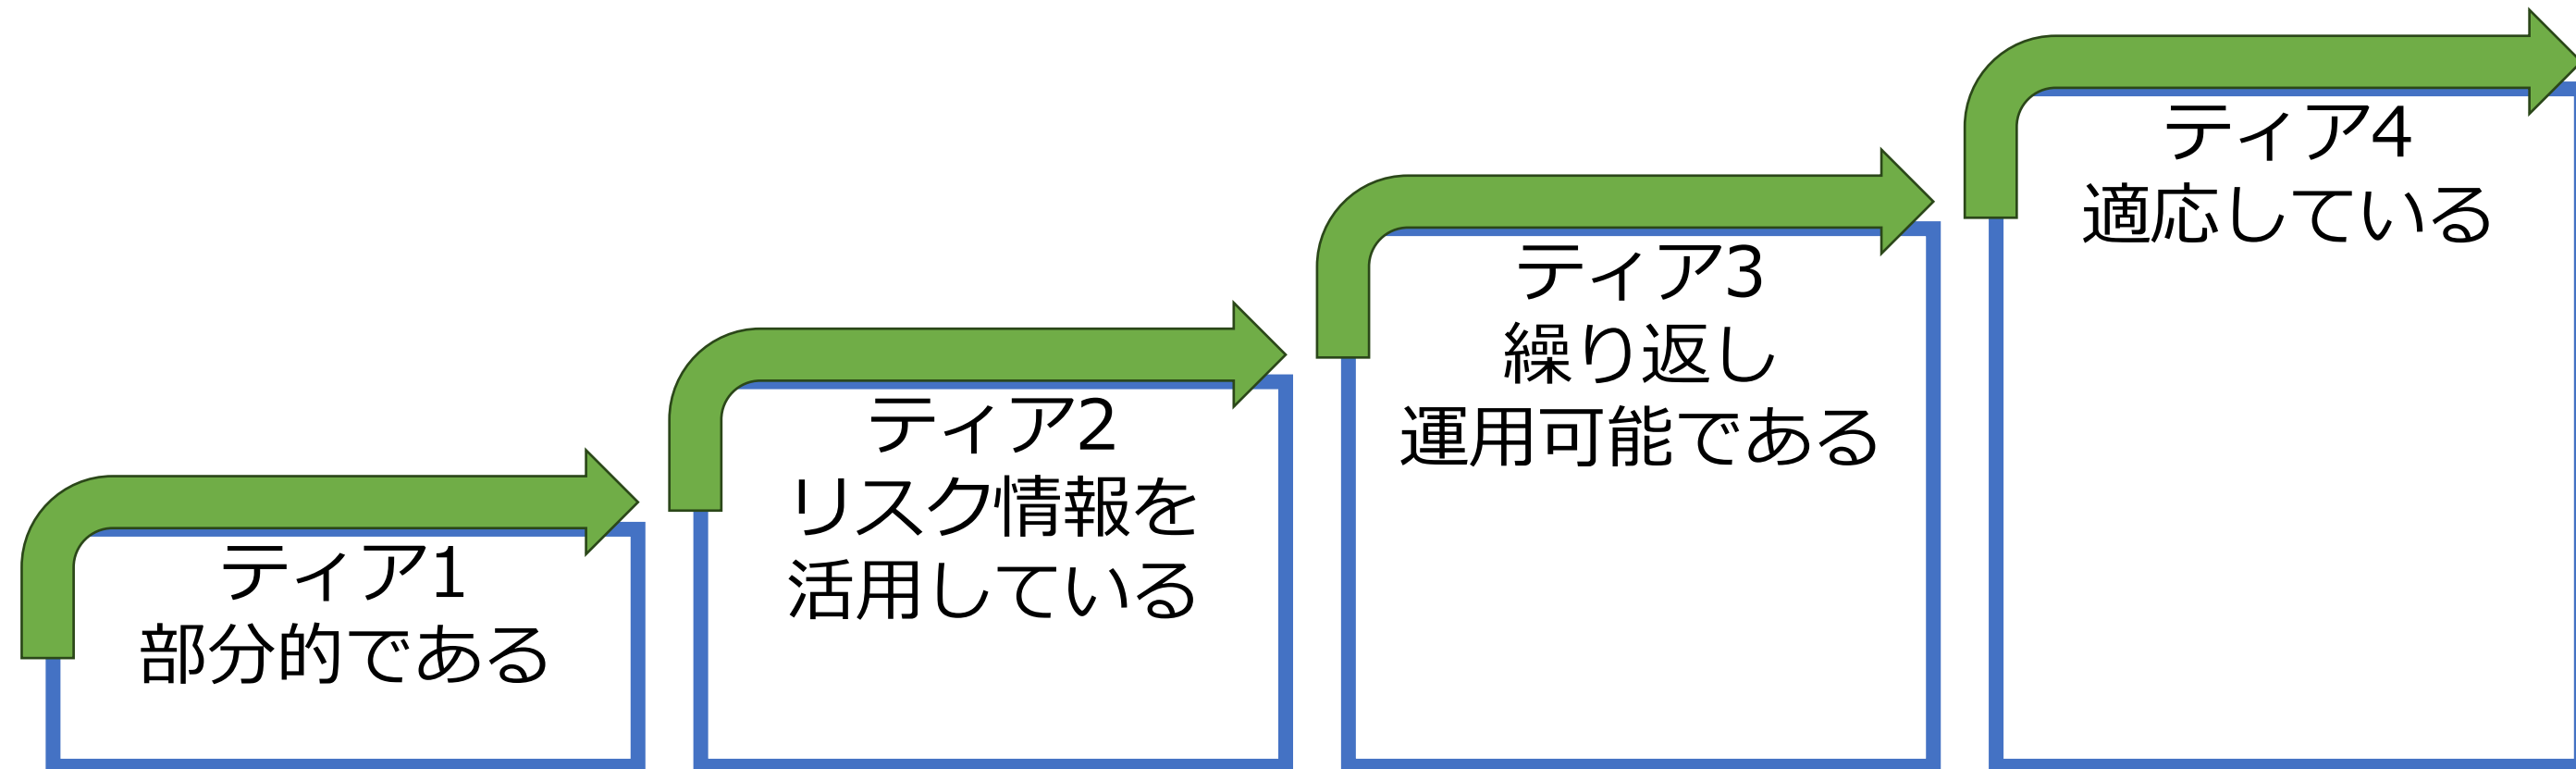 ティア1
部分的である
ティア2
リスク情報を
活用している
ティア3
繰り返し
運用可能である
ティア4
適応している